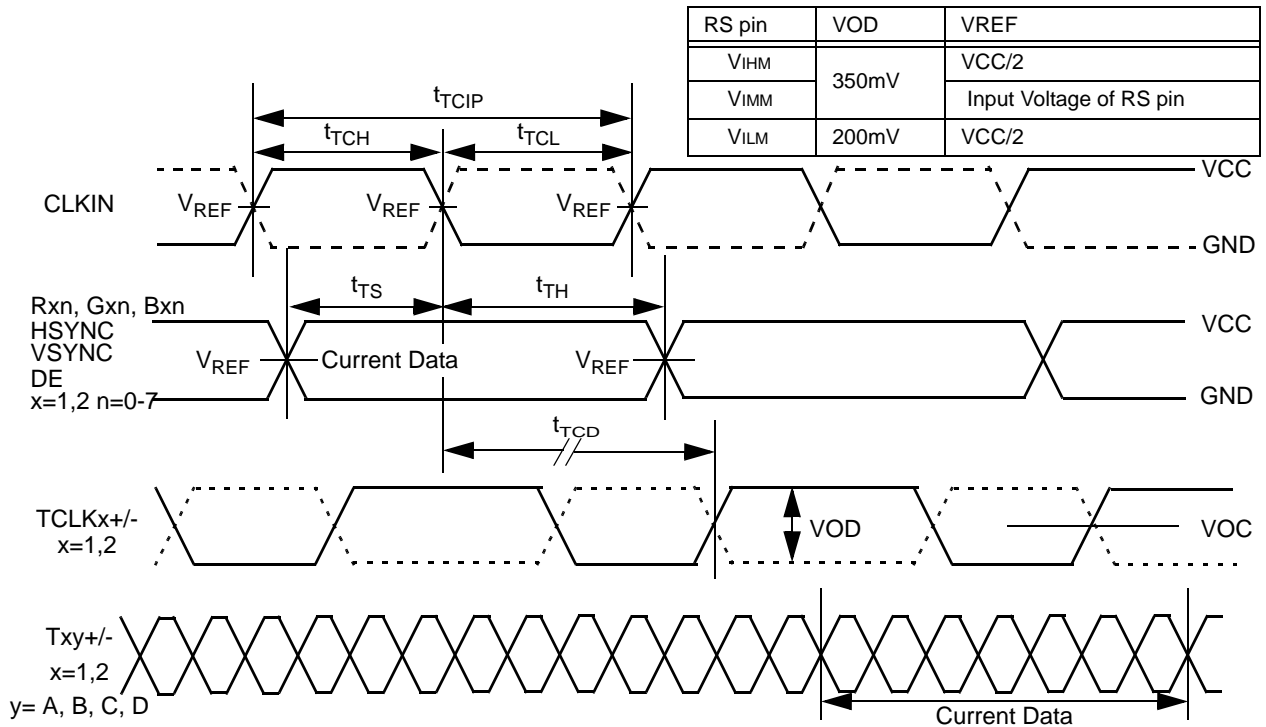 RS pin VOD VREF
VIHM 350mV VCC/2
VIMM Input Voltage of RS pin
VILM 200mV VCC/2
tTCIP
tTCH tTCL
VCC
CLKIN VREF VREF VREF
GND
tTS tTH
Rxn, Gxn, Bxn
HSYNC VCC
VSYNC
VREF Current Data VREF
DE
x=1,2 n=0-7 GND
tTCD
TCLKx+/-
x=1,2
VOD VOC
Txy+/-
x=1,2
y= A, B, C, D
Current Data